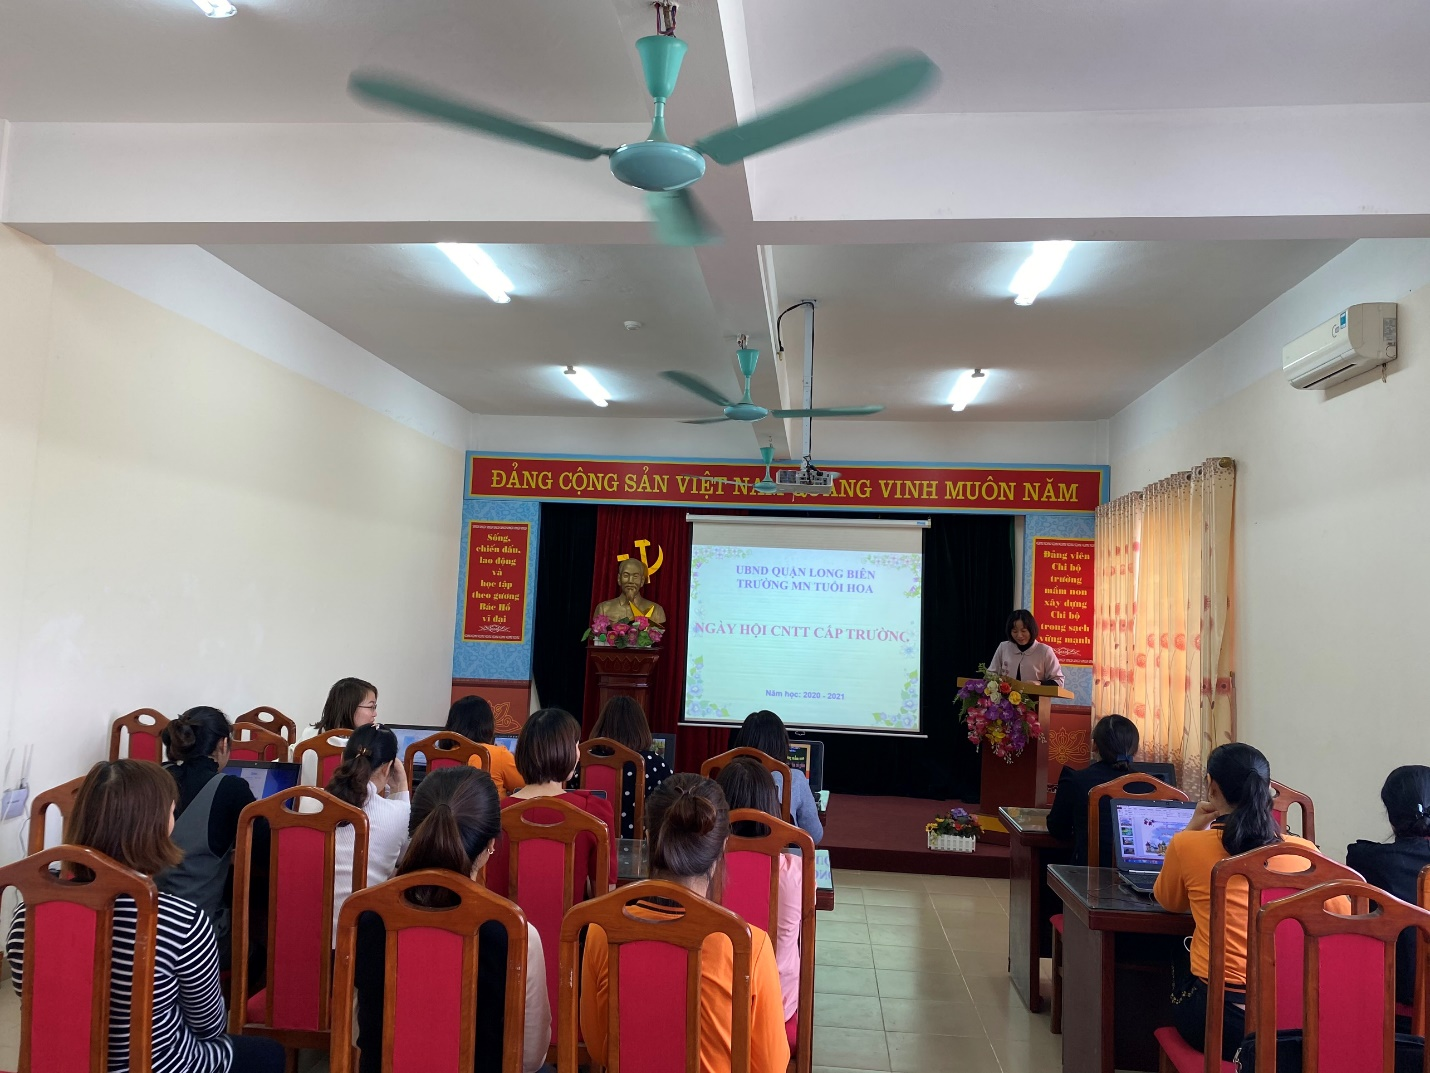 ĐẢNG CỘNG SẢN VIỆT NAM QUANG VINH MUÔN NĂM
Sống,
chiến đấu,
lao động
và
học tập
theo gương
Bác Hồ
vĩ đại
UBND QUẬN LONG BIÊN
TRƯỜNG MN TUỔI HOA
NGÀY HỘI CNTT CẤP TRƯỜNG
Năm học: 2020 - 2021
Đảng viên
Chi bộ
trường
mầm non
xây dựng
Chi bộ
trong sạch
vững mạnh